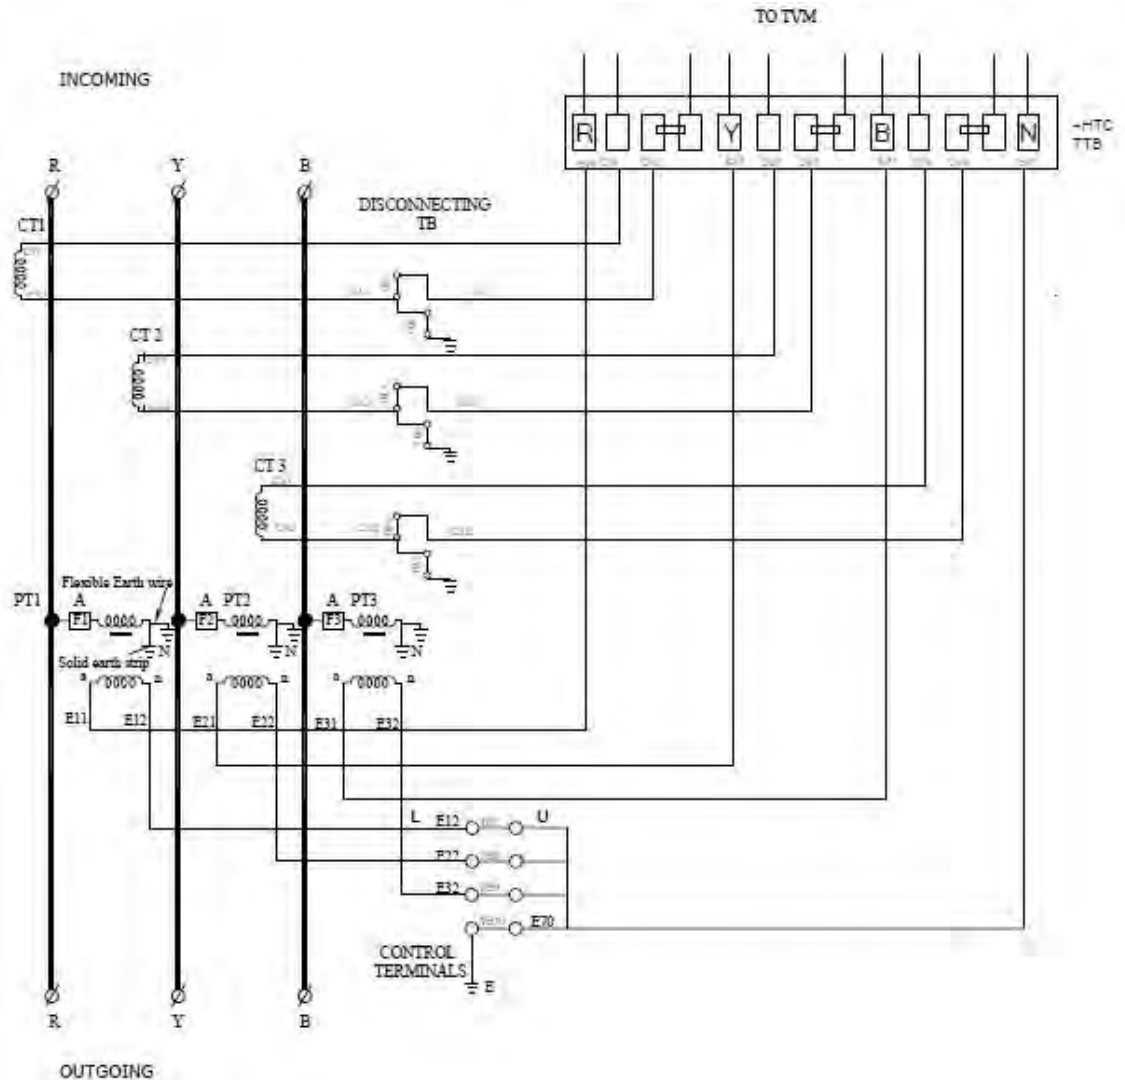 TO TVM
INCOMING
R Y B N
-HTC
TTB
R Y B
DISCONNECTING
TB
CT1
CT 2
CT 3
Flexible Earth wire
PT1 A A PT2 A PT3
F1 F2 F3
N N N
Solid earth strip
a n a n a n
E11 E12 E21 E22 E31 E32
L E12 U
E22
E32
E70
CONTROL
TERMINALS
E
R Y B
OUTGOING